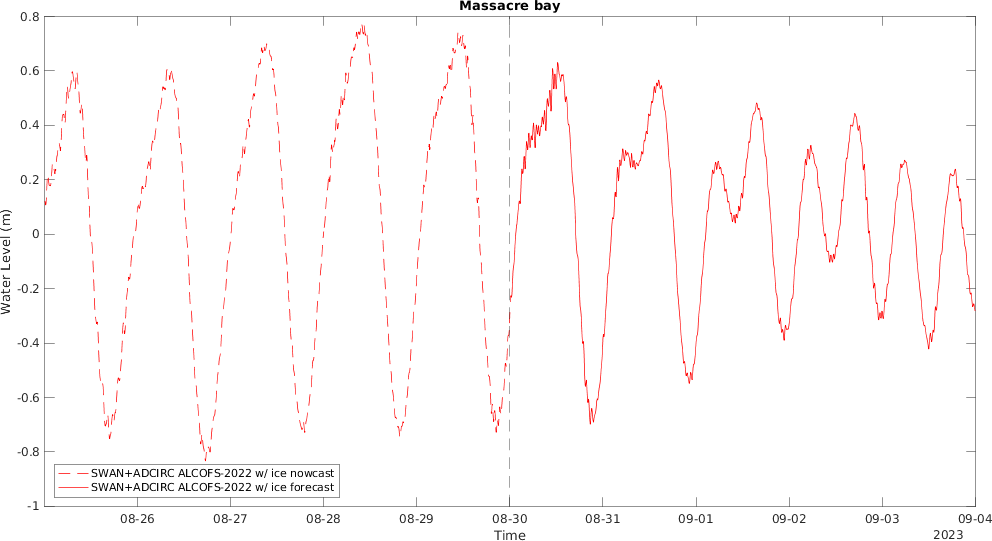 Massacre bay
0.8
0.6
0.4
0.2
0
-0.2
-0.4
-0.6
-0.8
-1
Water Level (m)
SWAN+ADCIRC ALCOFS-2022 w/ ice nowcast
SWAN+ADCIRC ALCOFS-2022 w/ ice forecast
08-26 08-27 08-28 08-29 08-30 08-31 09-01 09-02 09-03 09-04
Time
2023